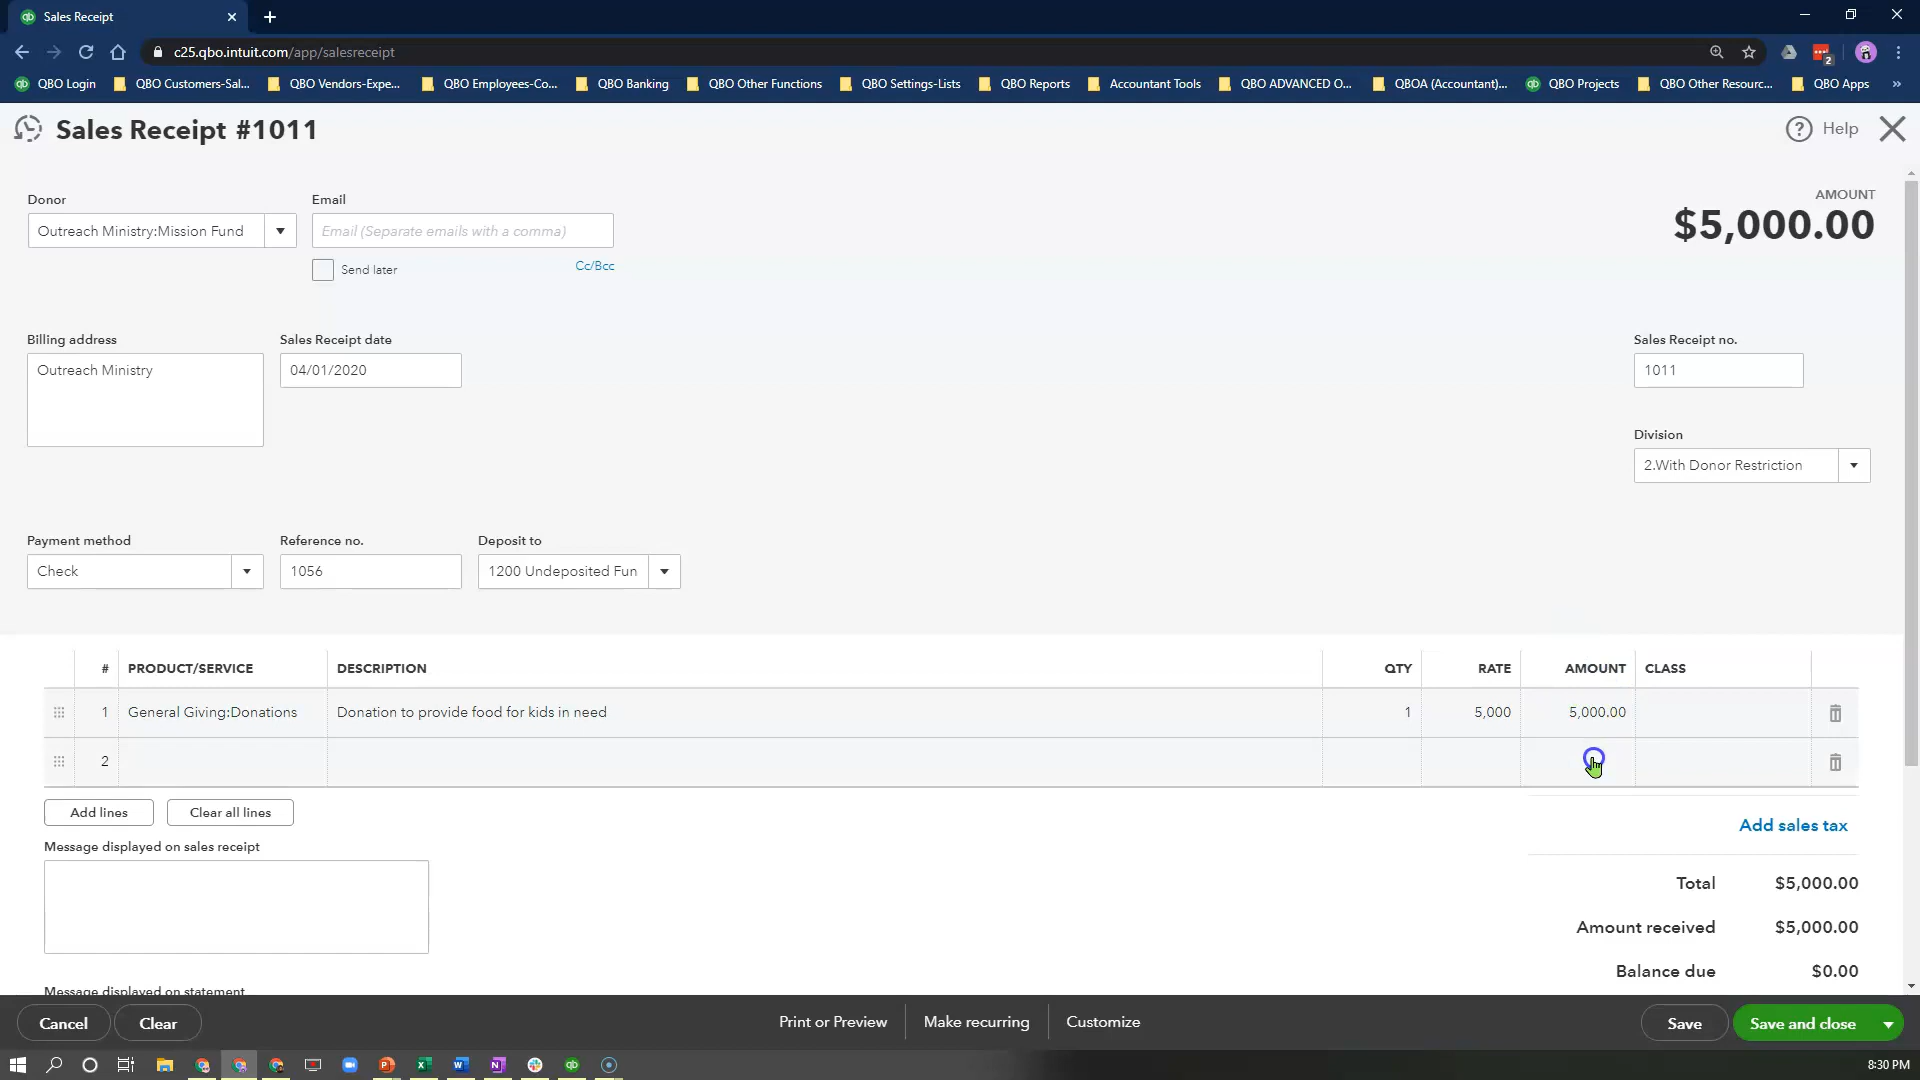 Sales Receipt
c25.qbo.intuit.com/app/salesreceipt
2
QBO Login QBO Customers-Sal... QBO Vendors-Expe... QBO Employees-Co... QBO Banking QBO Other Functions QBO Settings-Lists QBO Reports Accountant Tools QBO ADVANCED O... QBOA (Accountant)... QBO Projects QBO Other Resourc... QBO Apps »
Sales Receipt #1011
Help
Donor
Email
AMOUNT
Outreach Ministry:Mission Fund
Email (Separate emails with a comma)
$5,000.00
Send later
Cc/Bcc
Billing address
Sales Receipt date
Sales Receipt no.
Outreach Ministry
04/01/2020
1011
Division
2.With Donor Restriction
Payment method
Reference no.
Deposit to
Check
1056
1200 Undeposited Fun
# PRODUCT/SERVICE DESCRIPTION QTY RATE AMOUNT CLASS
1 General Giving:Donations Donation to provide food for kids in need 1 5,000 5,000.00
2
Add lines
Clear all lines
Add sales tax
Message displayed on sales receipt
Total $5,000.00
Amount received $5,000.00
Balance due $0.00
Message displayed on statement
Cancel
Clear
Print or Preview
Make recurring
Customize
Save
Save and close
8:30 PM